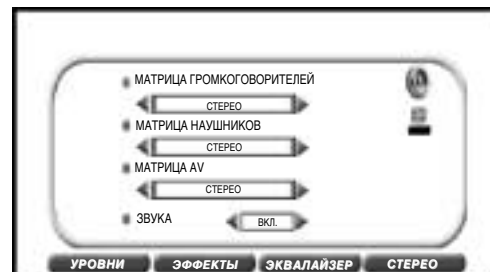 МАТРИЦА ГРОМКОГОВОРИТЕЛЕЙ
СТЕРЕО
МАТРИЦА НАУШНИКОВ
СТЕРЕО
МАТРИЦА AV
СТЕРЕО
ЗВУКА ВКЛ.
УРОВНИ ЭФФЕКТЫ ЭКВАЛАЙЗЕР СТЕРЕО